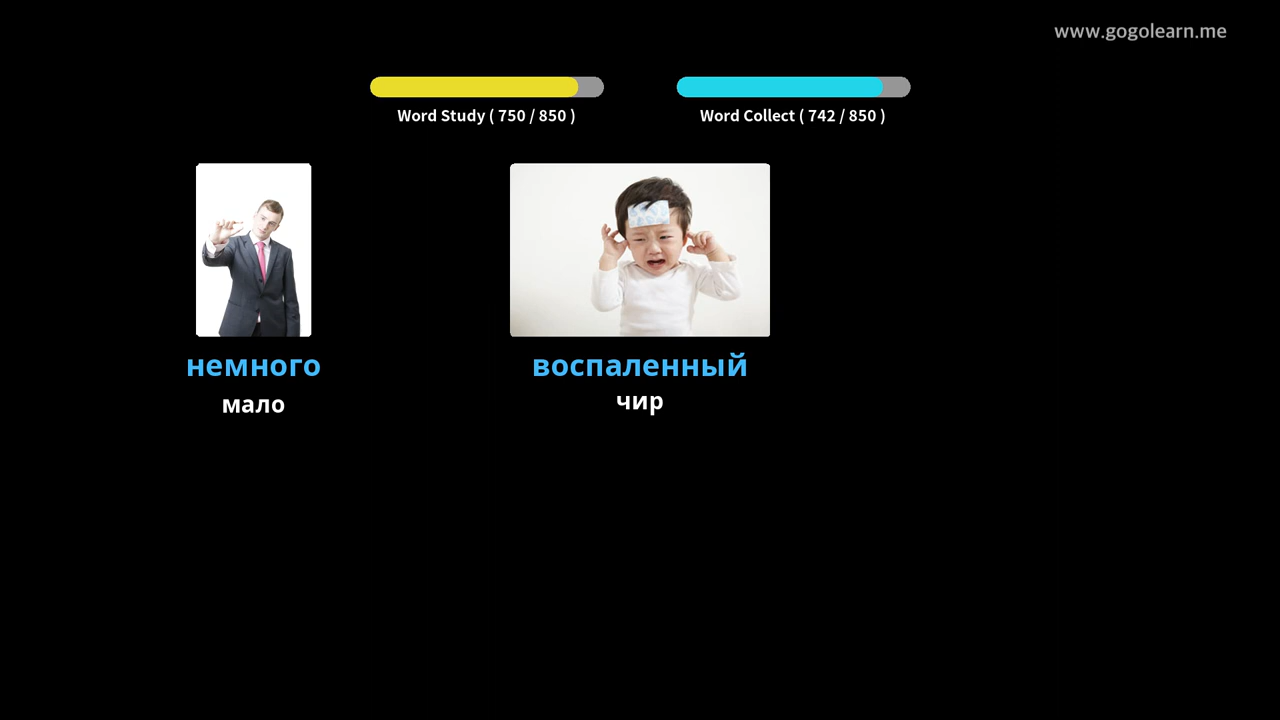 www.gogolearn.me
Word Study ( 750 / 850 )
Word Collect ( 742 / 850 )
немного
мало
воспаленный
чир